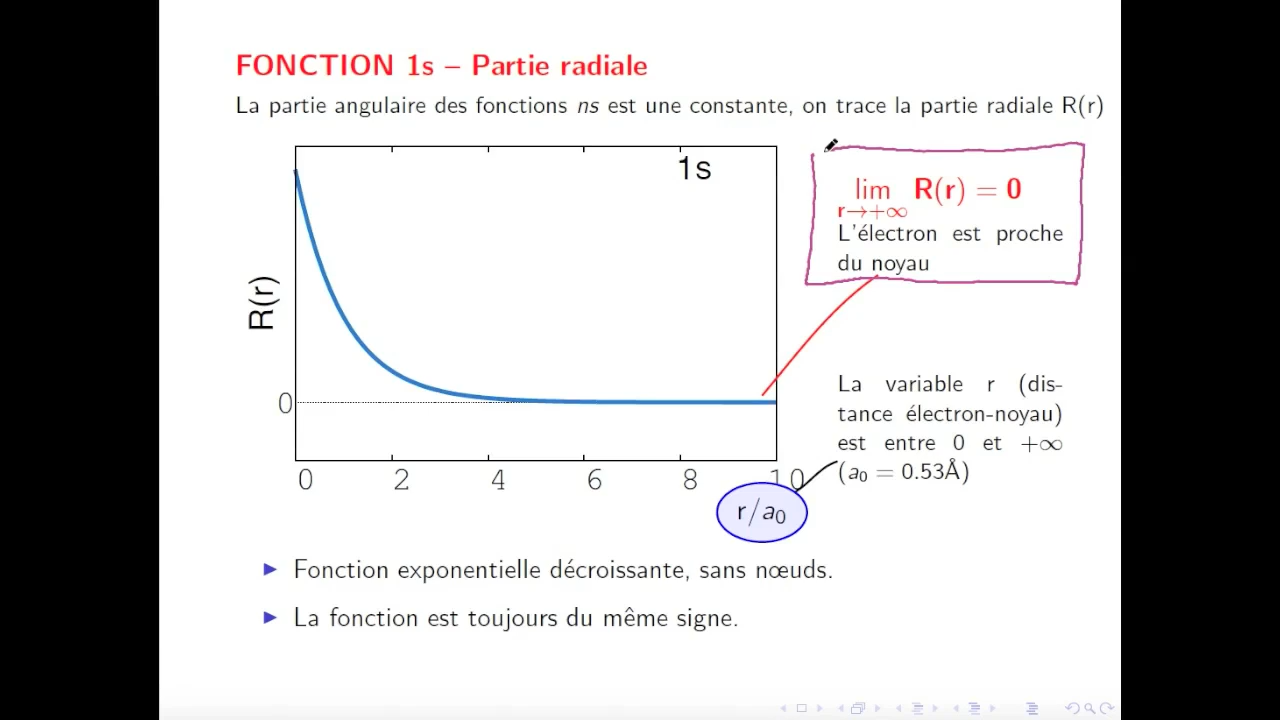 FONCTION 1s – Partie radiale
La partie angulaire des fonctions ns est une constante, on trace la partie radiale R(r)
1s
R(r)
0
0 2 4 6 8 10
r/a₀
lim R(r) = 0
r→+∞
L'électron est proche
du noyau
La variable r (dis-
tance électron-noyau)
est entre 0 et +∞
(a₀ = 0.53Å)
Fonction exponentielle décroissante, sans nœuds.
La fonction est toujours du même signe.